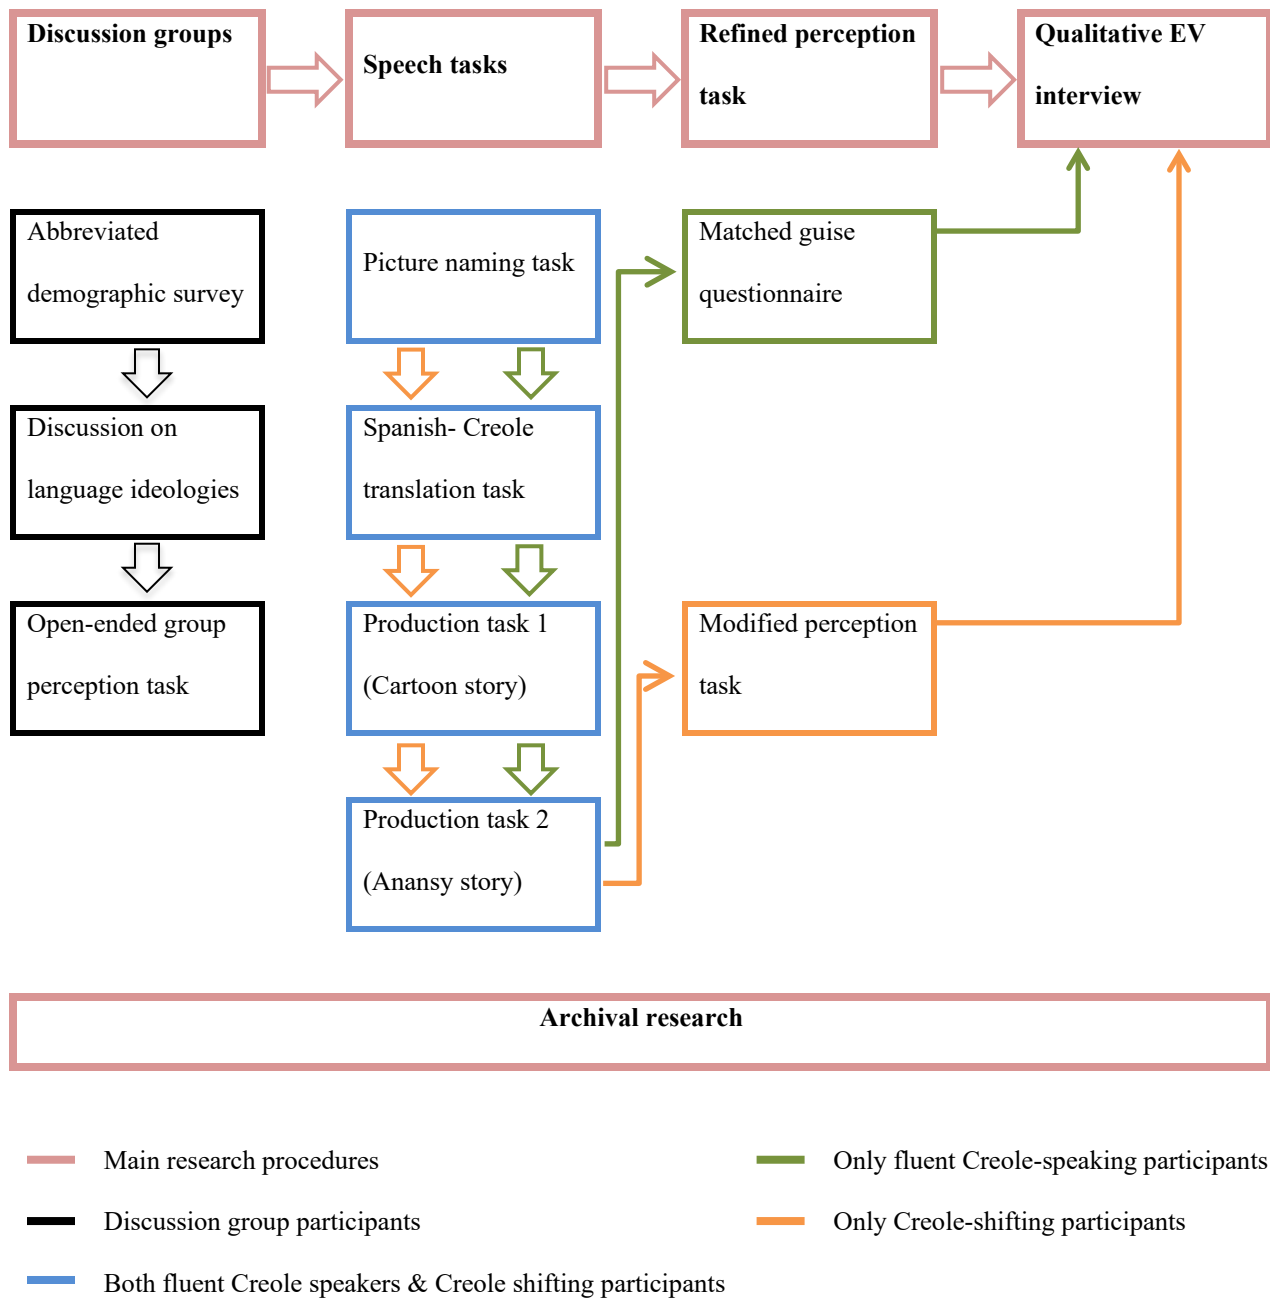 Discussion groups
Speech tasks
Refined perception
task
Qualitative EV
interview
Abbreviated
demographic survey
Discussion on
language ideologies
Open-ended group
perception task
Picture naming task
Spanish- Creole
translation task
Production task 1
(Cartoon story)
Production task 2
(Anansy story)
Matched guise
questionnaire
Modified perception
task
Archival research
Main research procedures
Discussion group participants
Both fluent Creole speakers & Creole shifting participants
Only fluent Creole-speaking participants
Only Creole-shifting participants